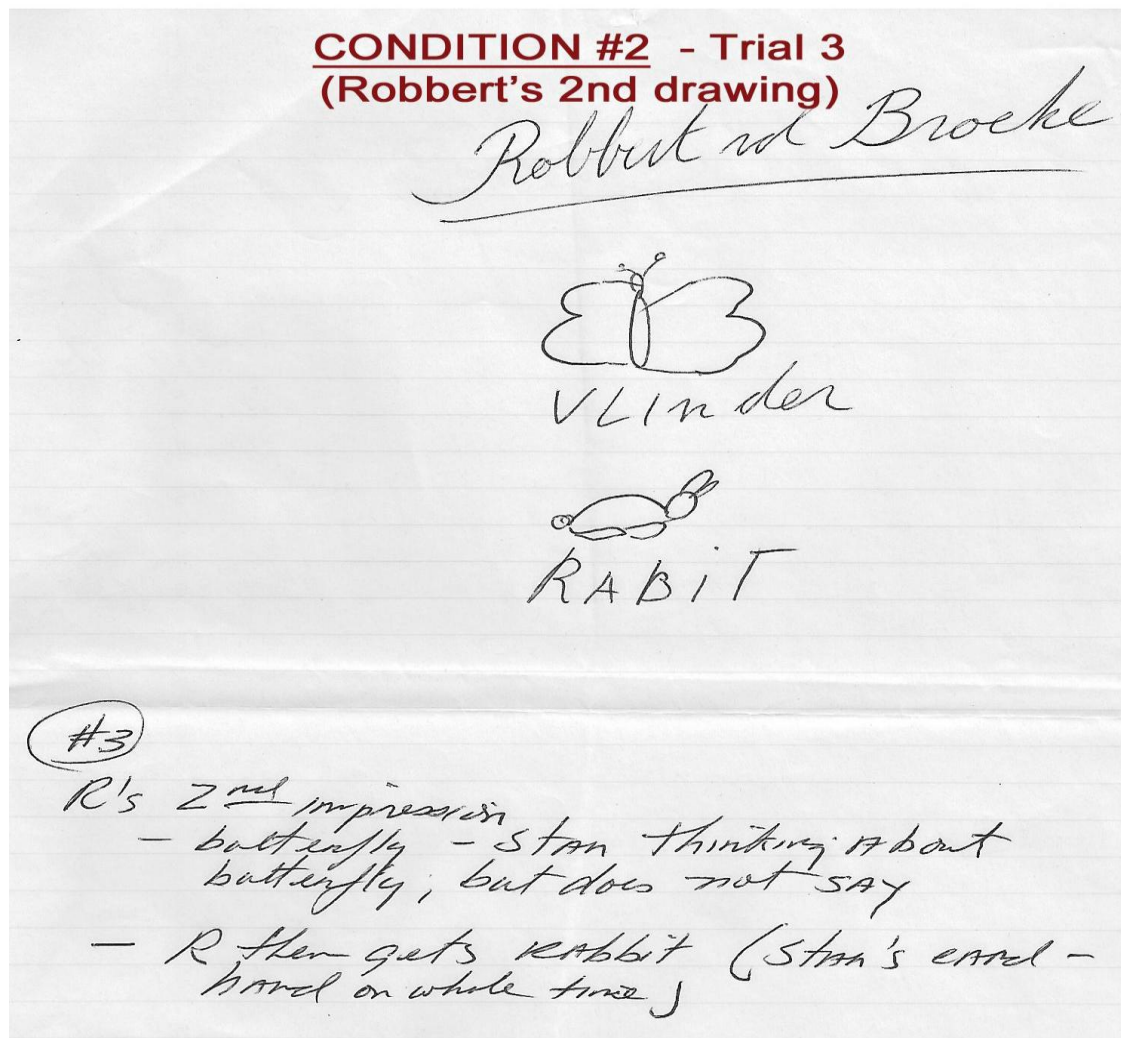 CONDITION #2 - Trial 3
(Robbert's 2nd drawing)
Robbert vd Broeke
VLInder
RABiT
#3
R's 2nd impression
- butterfly - Stan thinking About
butterfly, but does not SAY
- R then gets RAbbit (Stan's cARd -
hAnd on whole time)